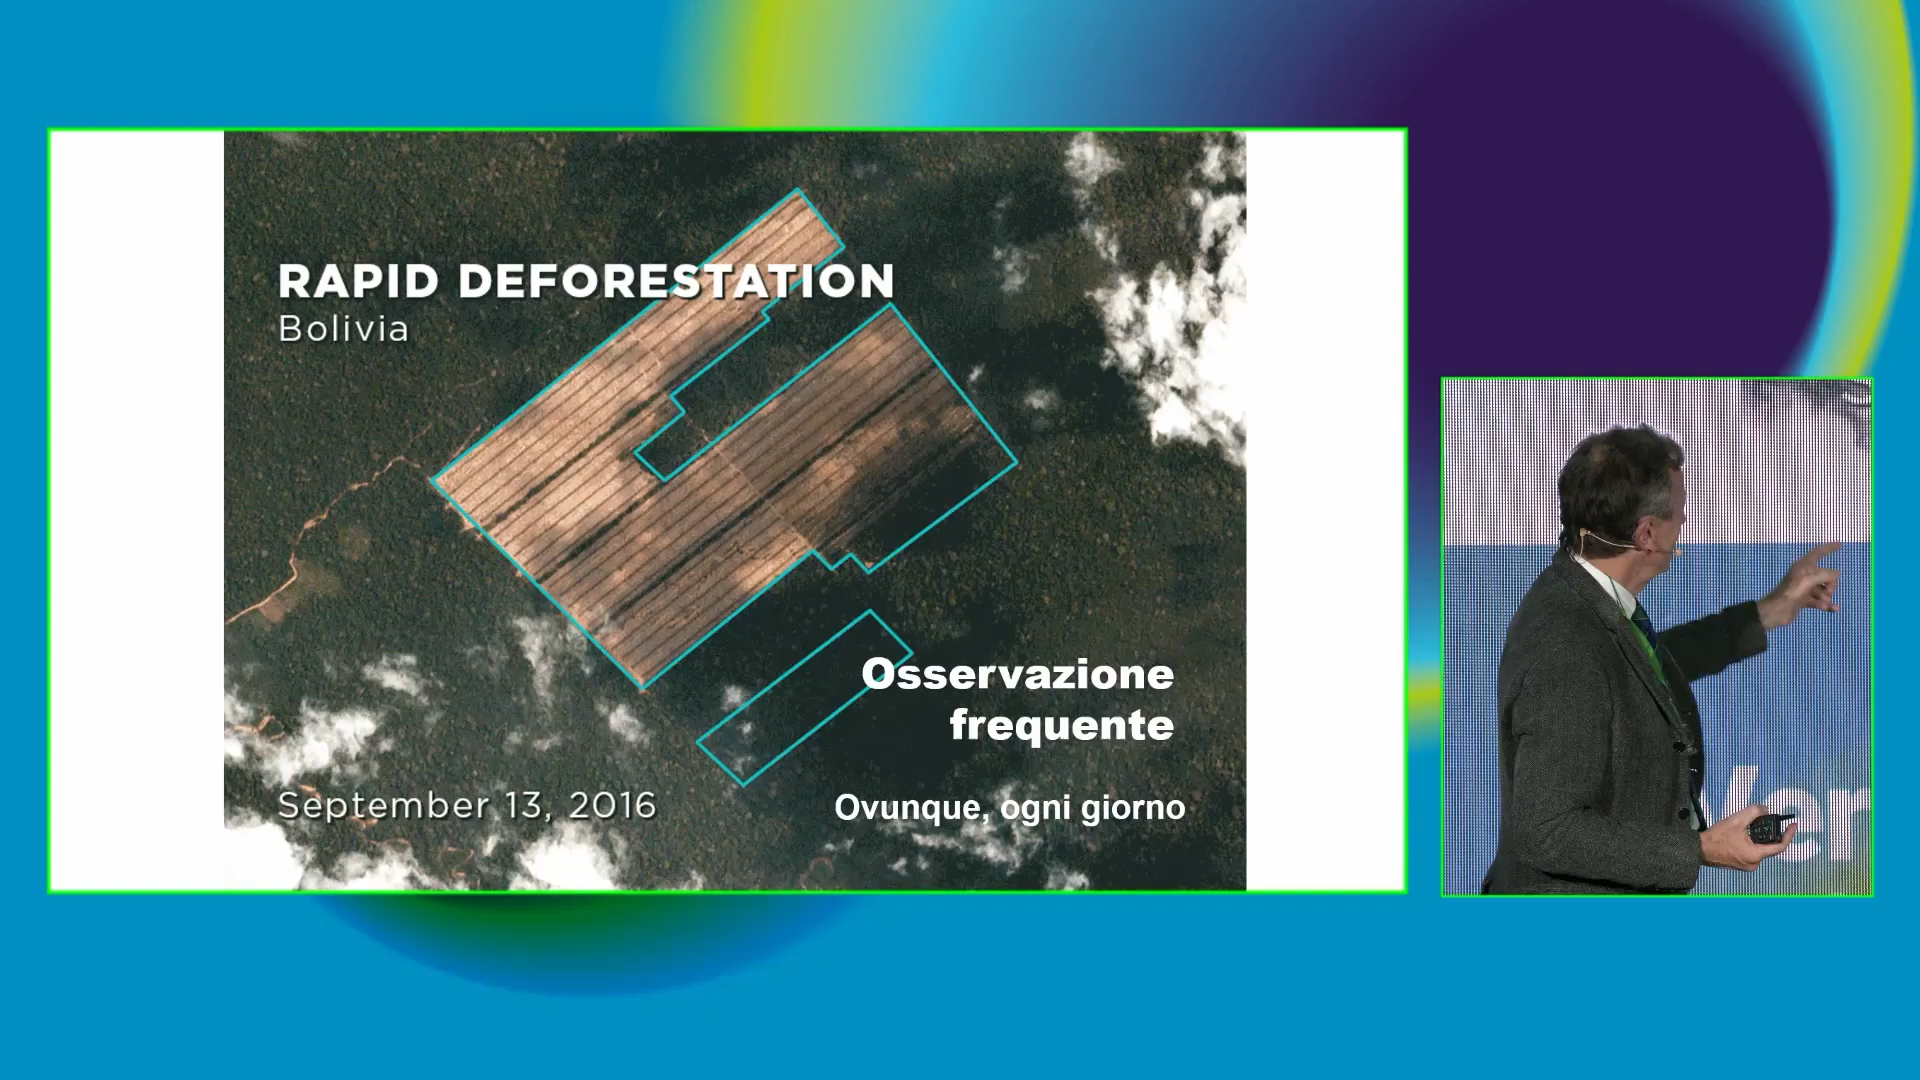 RAPID DEFORESTATION
Bolivia
Osservazione
frequente
September 13, 2016
Ovunque, ogni giorno